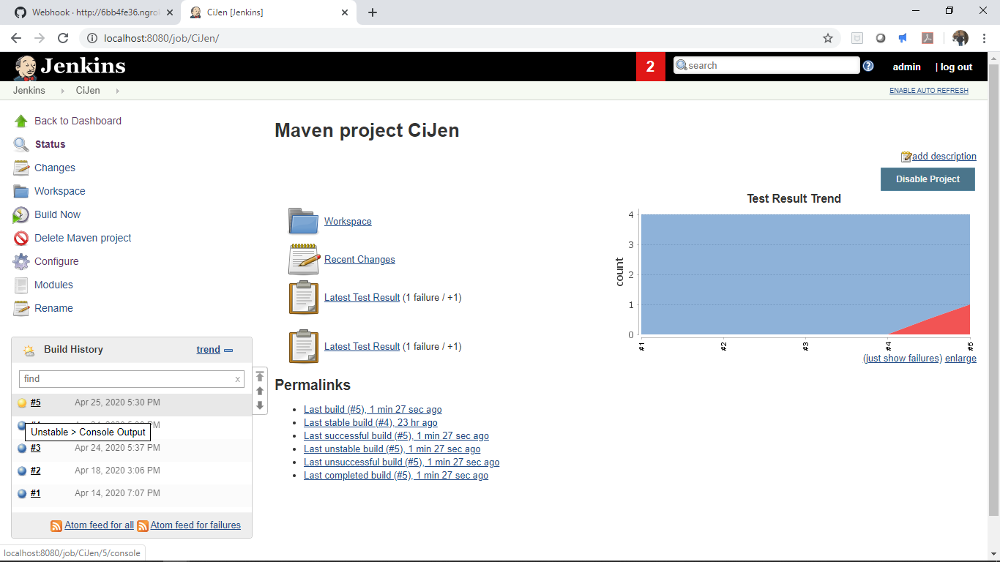 Webhook · http://6bb4fe36.ngro
CiJen [Jenkins]
localhost:8080/job/CiJen/
Jenkins
2
search
admin
| log out
Jenkins
CiJen
ENABLE AUTO REFRESH
Back to Dashboard
Status
Changes
Workspace
Build Now
Delete Maven project
Configure
Modules
Rename
Maven project CiJen
add description
Disable Project
Workspace
Recent Changes
Latest Test Result (1 failure / +1)
Latest Test Result (1 failure / +1)
Test Result Trend
4
3
2
1
0
count
#1
#2
#3
#4
#5
(just show failures) enlarge
Build History
trend
find
x
#5 Apr 25, 2020 5:30 PM
Unstable > Console Output
#3 Apr 24, 2020 5:37 PM
#2 Apr 18, 2020 3:06 PM
#1 Apr 14, 2020 7:07 PM
Atom feed for all
Atom feed for failures
Permalinks
Last build (#5), 1 min 27 sec ago
Last stable build (#4), 23 hr ago
Last successful build (#5), 1 min 27 sec ago
Last unstable build (#5), 1 min 27 sec ago
Last unsuccessful build (#5), 1 min 27 sec ago
Last completed build (#5), 1 min 27 sec ago
localhost:8080/job/CiJen/5/console